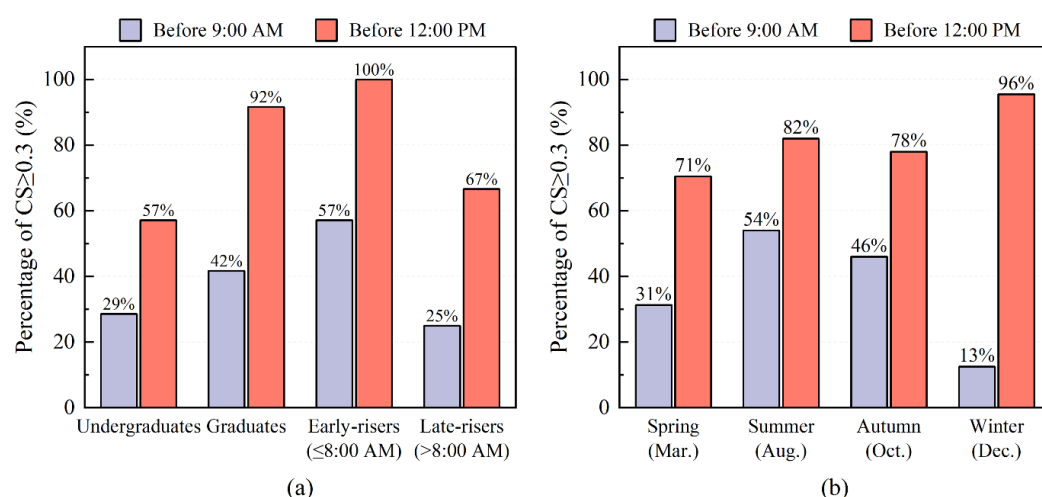 Before 9:00 AM Before 12:00 PM
Percentage of CS≥0.3 (%)
100
80
60
40
20
0
29%
57%
42%
92%
57%
100%
25%
67%
Undergraduates Graduates Early-risers Late-risers
(≤8:00 AM) (>8:00 AM)
(a)
Before 9:00 AM Before 12:00 PM
Percentage of CS≥0.3 (%)
100
80
60
40
20
0
31%
71%
54%
82%
46%
78%
13%
96%
Spring Summer Autumn Winter
(Mar.) (Aug.) (Oct.) (Dec.)
(b)